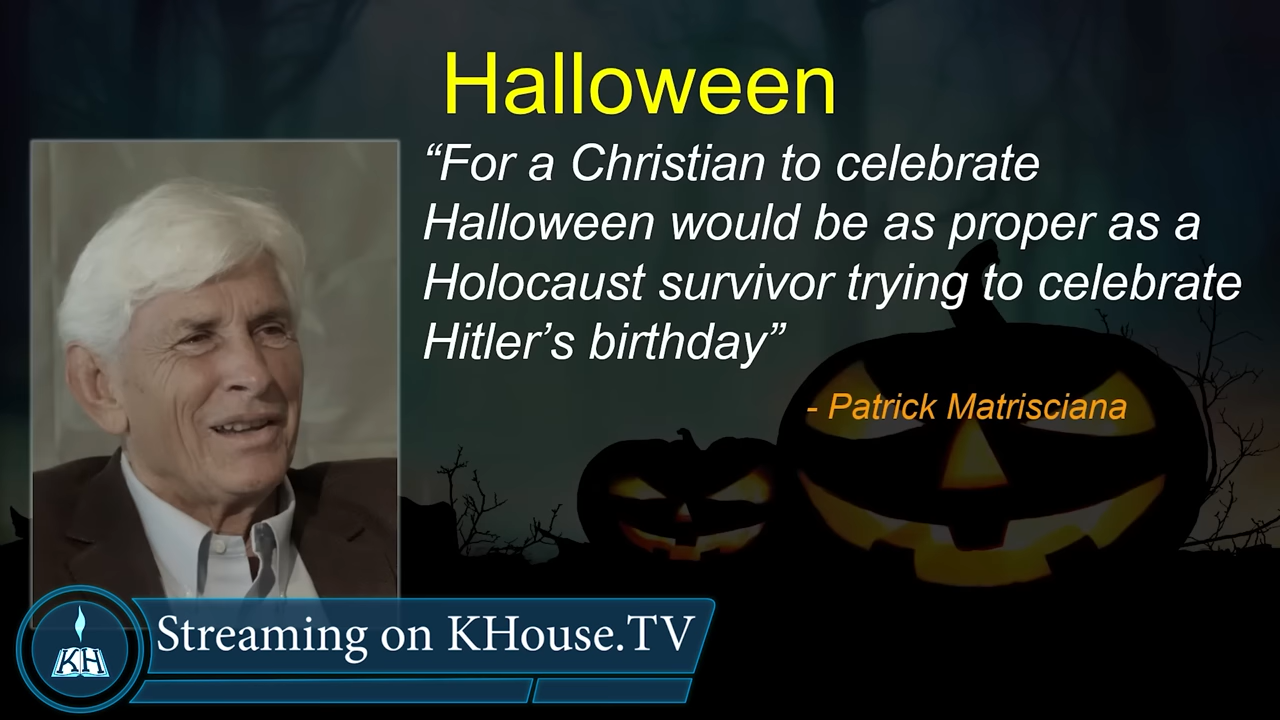 Halloween
“For a Christian to celebrate
Halloween would be as proper as a
Holocaust survivor trying to celebrate
Hitler’s birthday”
- Patrick Matrisciana
KH
Streaming on KHouse.TV